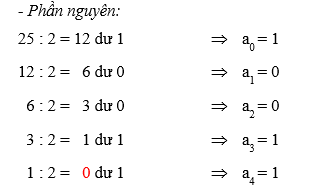 - Phần nguyên:
25 : 2 = 12 dư 1 ⇒ a₀ = 1
12 : 2 = 6 dư 0 ⇒ a₁ = 0
6 : 2 = 3 dư 0 ⇒ a₂ = 0
3 : 2 = 1 dư 1 ⇒ a₃ = 1
1 : 2 = 0 dư 1 ⇒ a₄ = 1